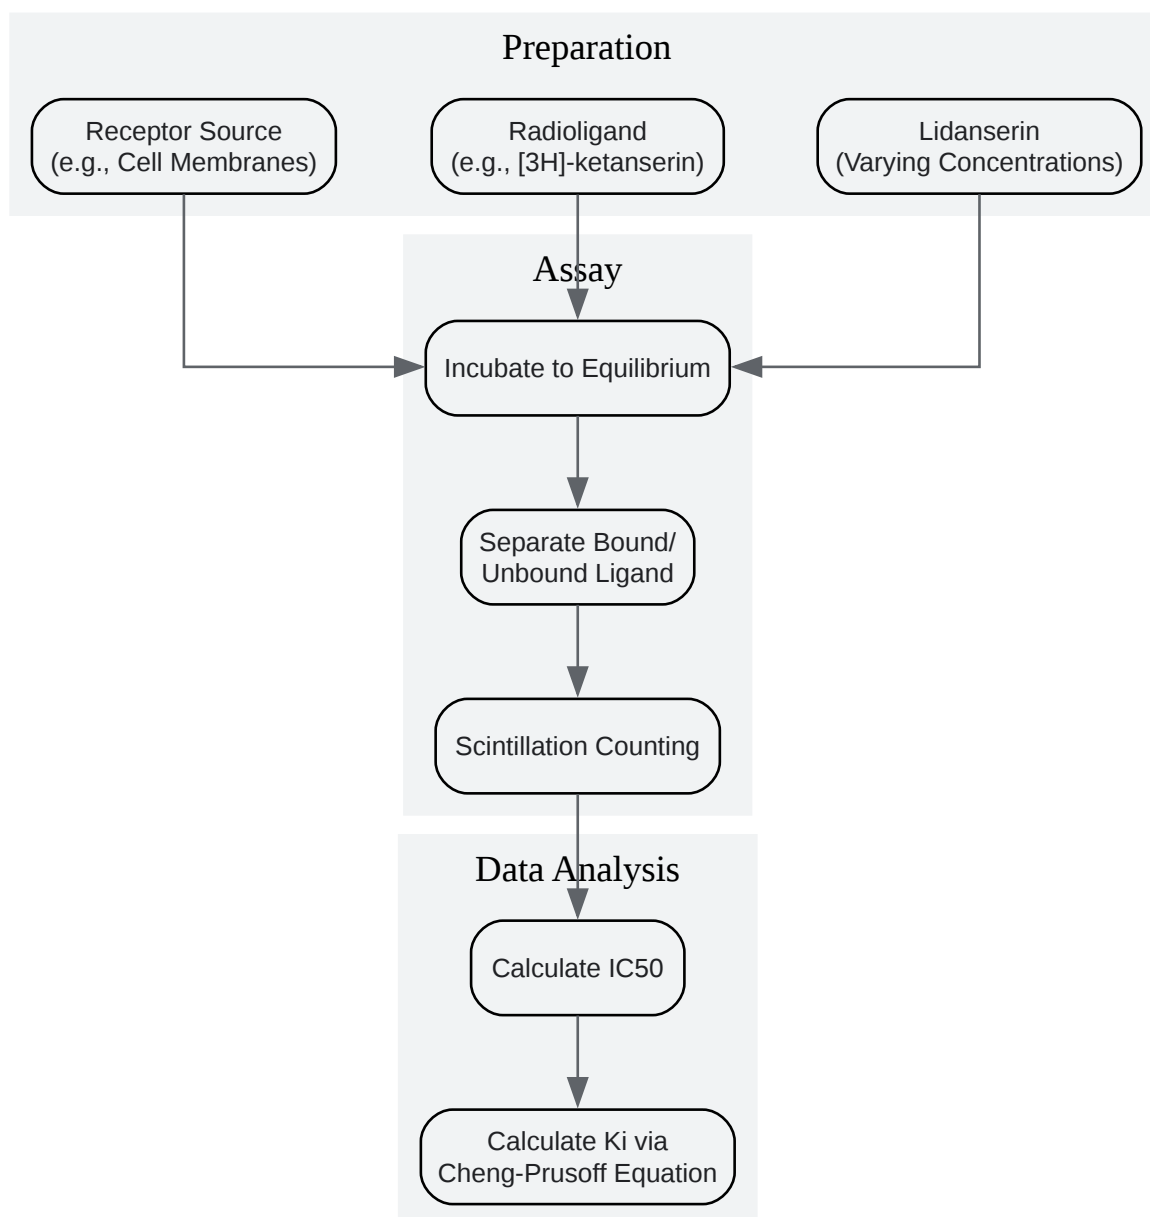 Preparation
Receptor Source
(e.g., Cell Membranes)
Radioligand
(e.g., [3H]-ketanserin)
Lidanserin
(Varying Concentrations)
Assay
Incubate to Equilibrium
Separate Bound/
Unbound Ligand
Scintillation Counting
Data Analysis
Calculate IC50
Calculate Ki via
Cheng-Prusoff Equation